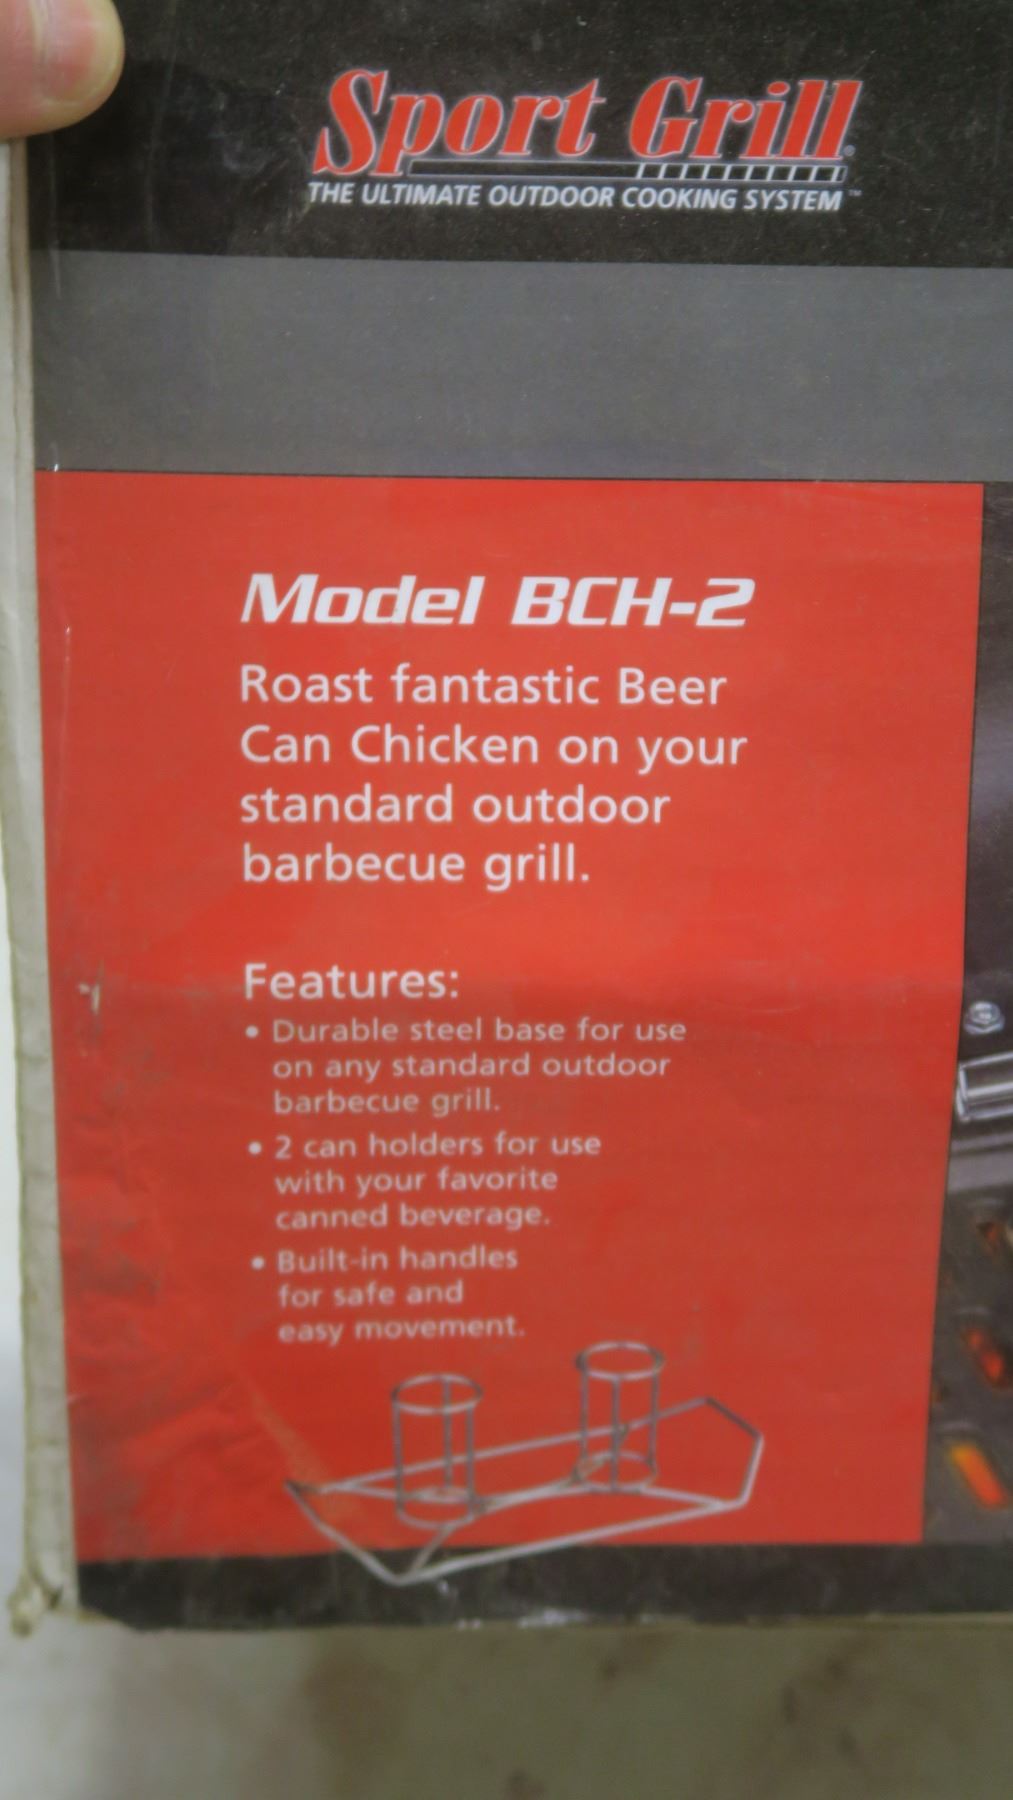 Sport Grill®
THE ULTIMATE OUTDOOR COOKING SYSTEM™
Model BCH-2
Roast fantastic Beer
Can Chicken on your
standard outdoor
barbecue grill.
Features:
• Durable steel base for use
on any standard outdoor
barbecue grill.
• 2 can holders for use
with your favorite
canned beverage.
• Built-in handles
for safe and
easy movement.